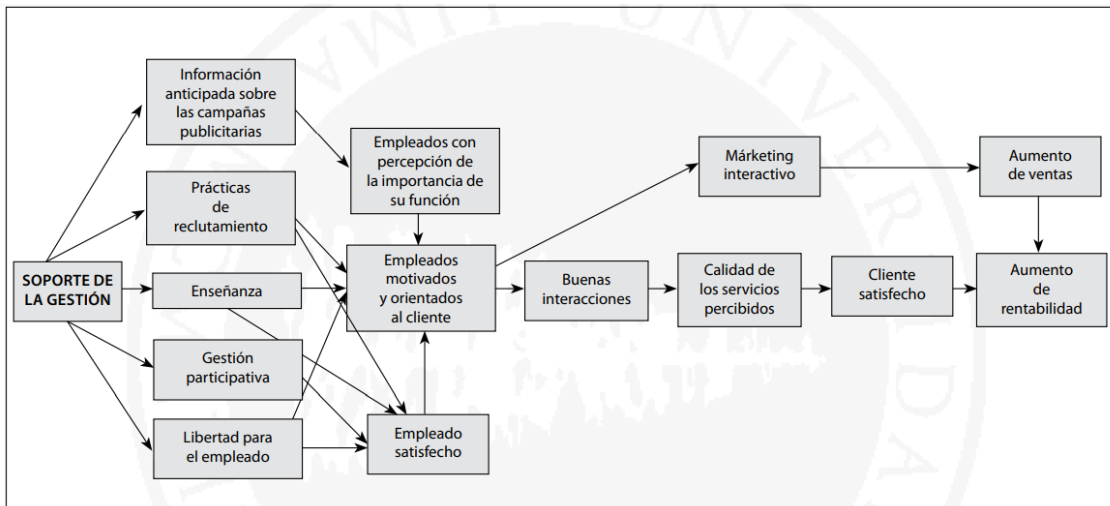 Información
anticipada sobre
las campañas
publicitarias
Empleados con
percepción de
la importancia de
su función
Márketing
interactivo
Aumento
de ventas
Prácticas
de
reclutamiento
SOPORTE DE
LA GESTIÓN
Enseñanza
Empleados
motivados
y orientados
al cliente
Buenas
interacciones
Calidad de
los servicios
percibidos
Cliente
satisfecho
Aumento
de
rentabilidad
Gestión
participativa
Libertad para
el empleado
Empleado
satisfecho